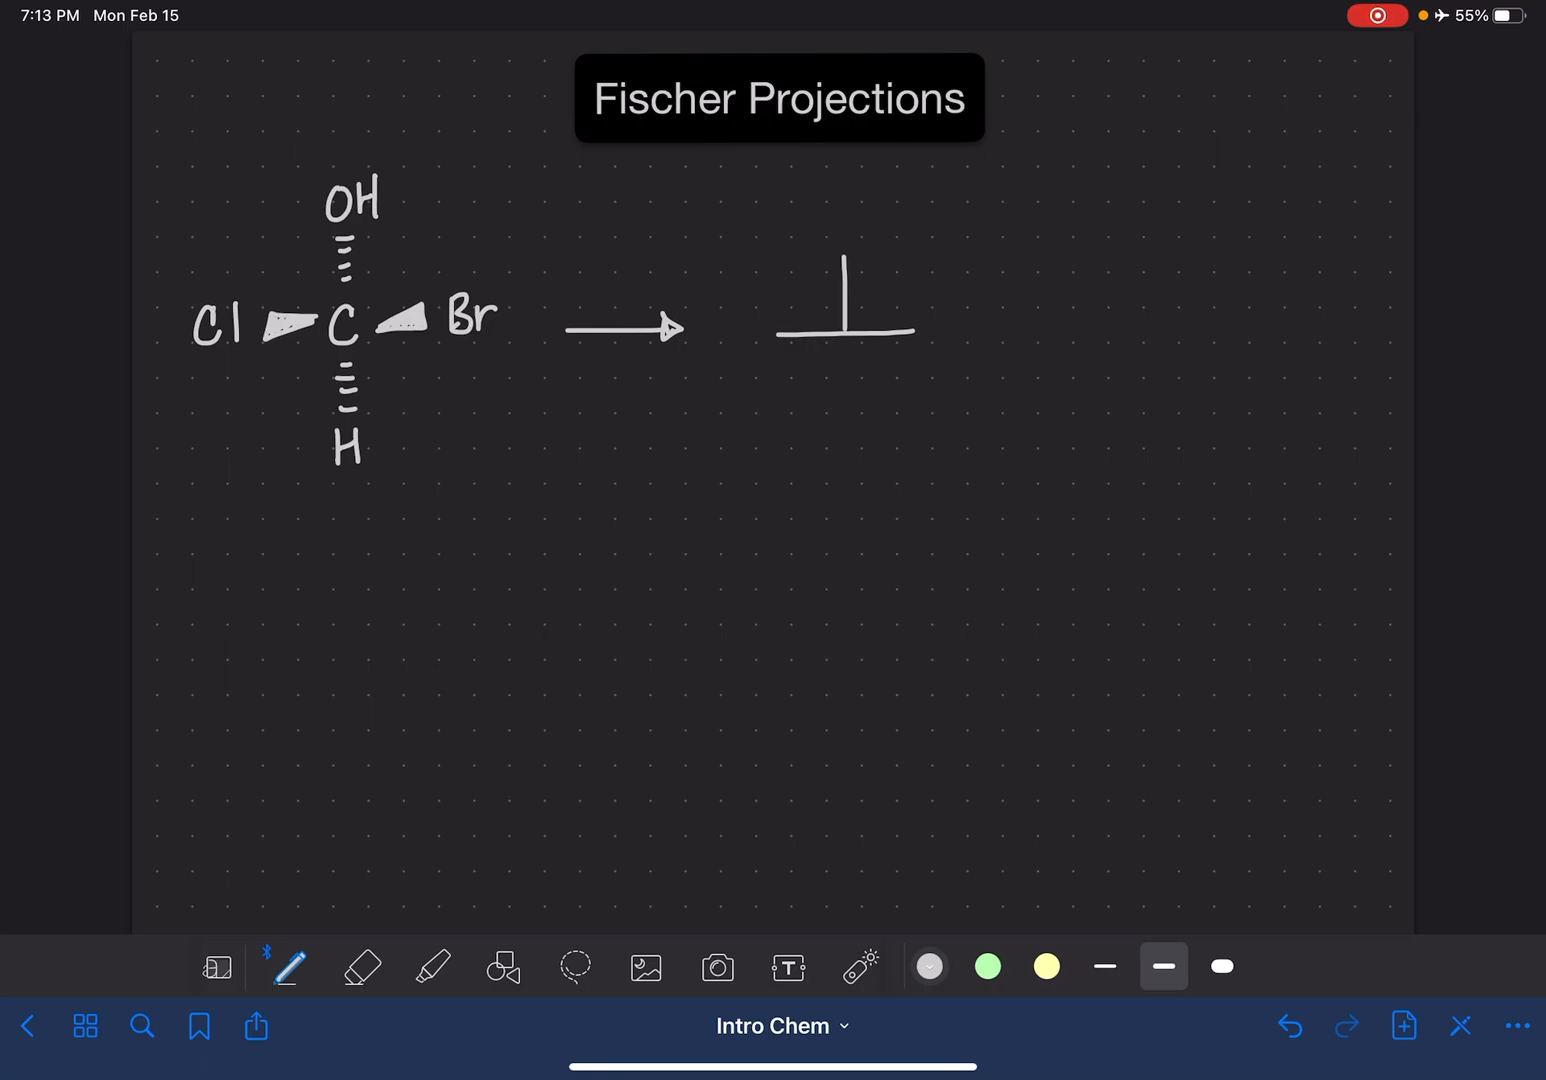 7:13 PM Mon Feb 15
55%
Fischer Projections
OH
Cl C Br
H
T
Intro Chem